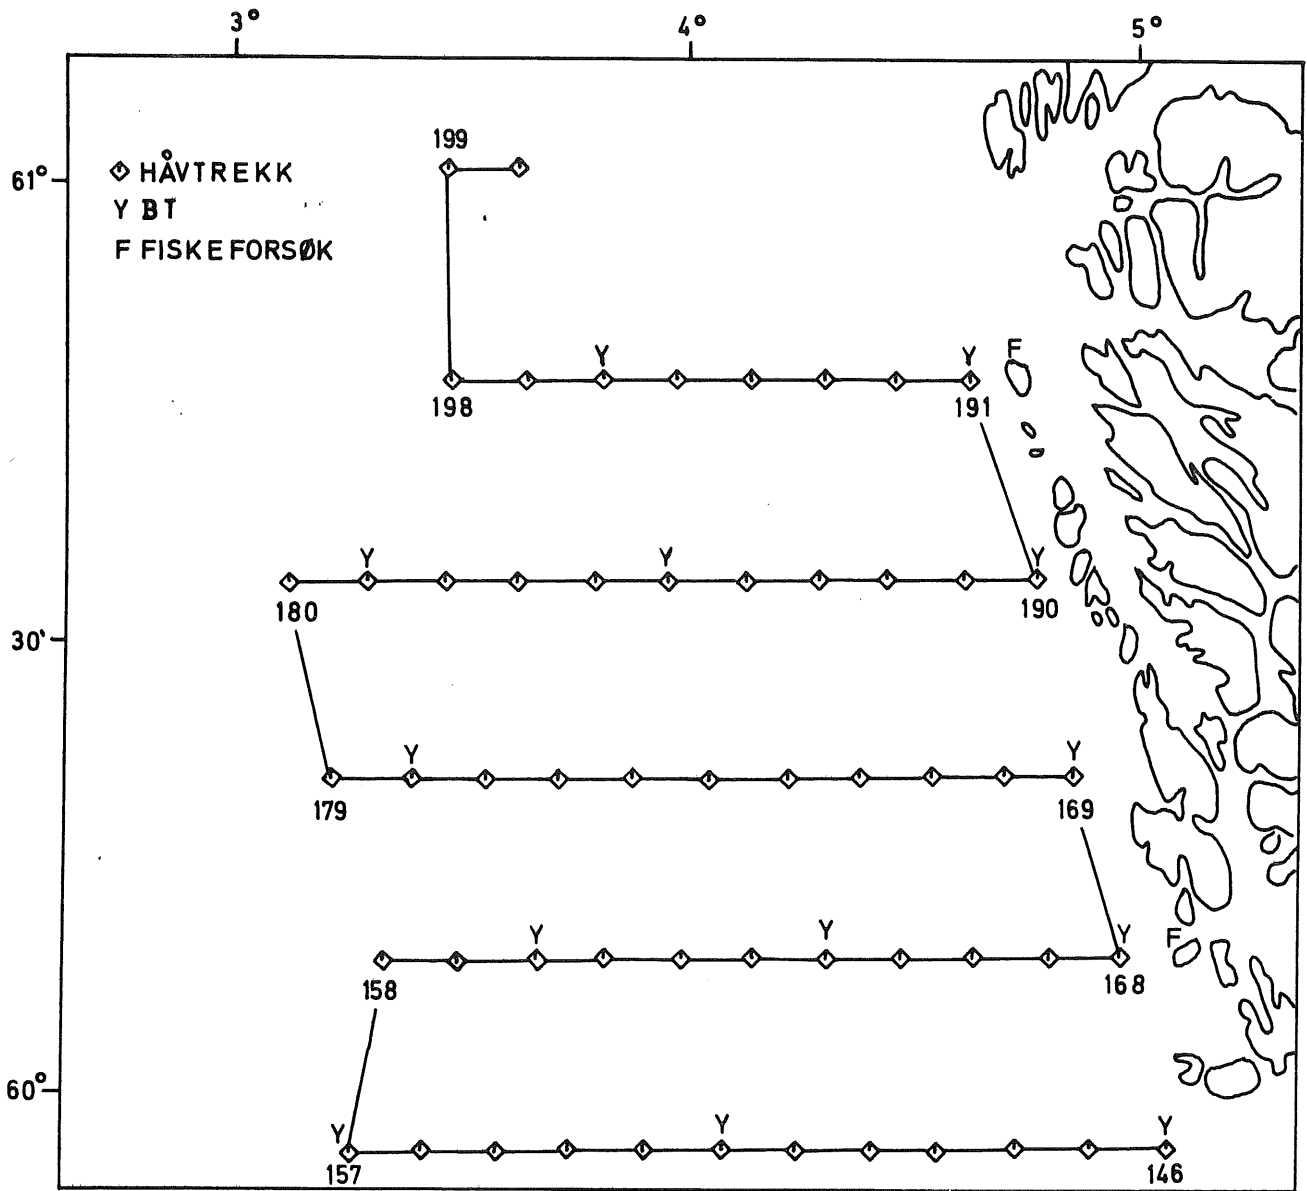 3° 4° 5°
199
61°
HÅVTREKK
Y BT
F FISKEFORSØK
Y Y F
198 191
Y Y Y
180 190
30'
Y Y
179 169
Y Y Y F
158 168
60°
Y Y Y
157 146